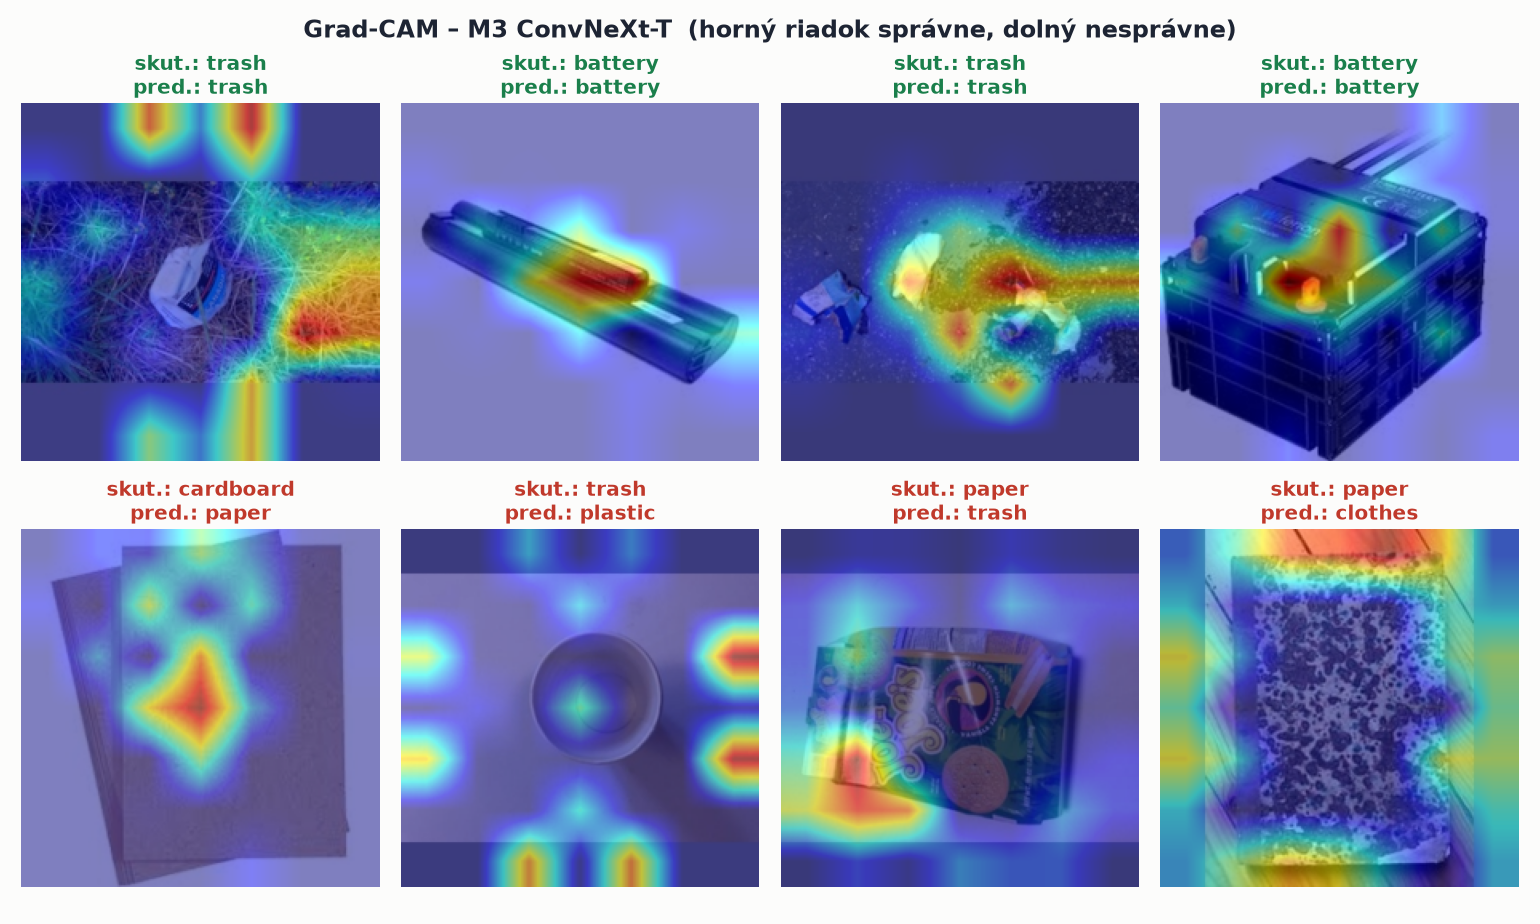 Grad-CAM – M3 ConvNeXt-T  (horný riadok správne, dolný nesprávne)
skut.: trash
pred.: trash
skut.: battery
pred.: battery
skut.: trash
pred.: trash
skut.: battery
pred.: battery
CE
skut.: cardboard
pred.: paper
skut.: trash
pred.: plastic
skut.: paper
pred.: trash
skut.: paper
pred.: clothes